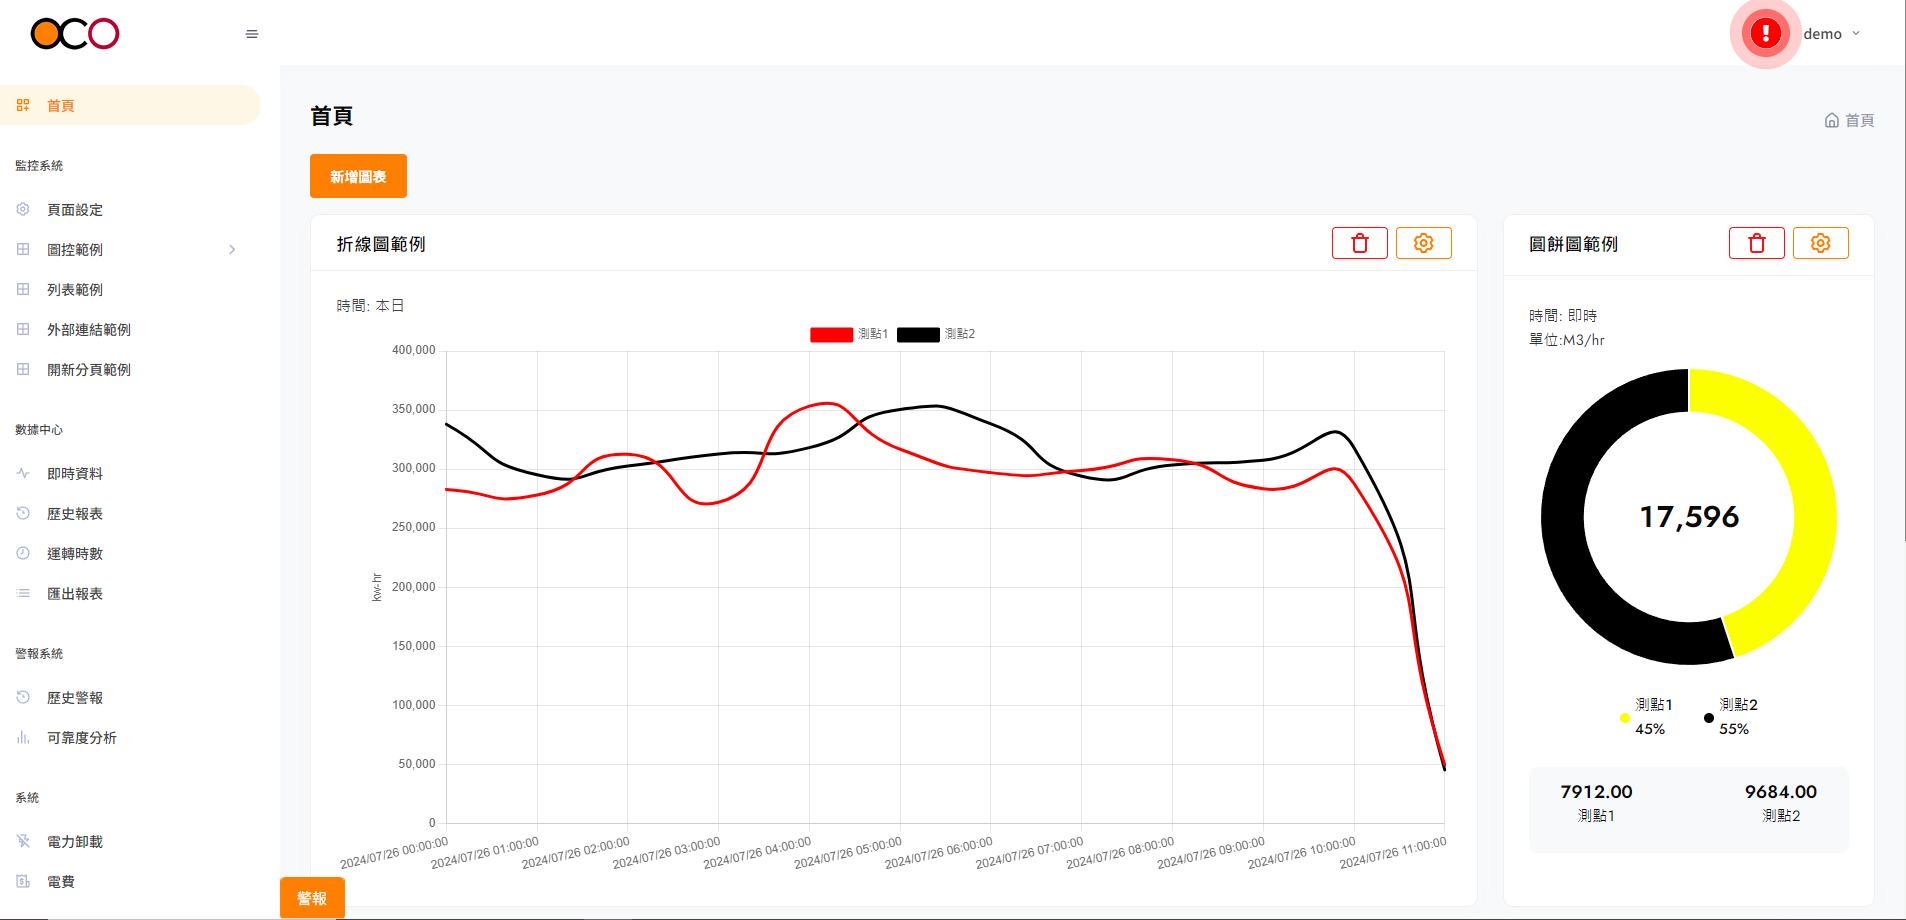 OCO
demo
首頁
監控系統
頁面設定
圖控範例
列表範例
外部連結範例
開新分頁範例
數據中心
即時資料
歷史報表
運轉時數
匯出報表
警報系統
歷史警報
可靠度分析
系統
電力卸載
電費
首頁
首頁
新增圖表
折線圖範例
時間: 本日
測點1 測點2
400,000
350,000
300,000
250,000
200,000
150,000
100,000
50,000
0
kw-hr
2024/07/26 00:00:00
2024/07/26 01:00:00
2024/07/26 02:00:00
2024/07/26 03:00:00
2024/07/26 04:00:00
2024/07/26 05:00:00
2024/07/26 06:00:00
2024/07/26 07:00:00
2024/07/26 08:00:00
2024/07/26 09:00:00
2024/07/26 10:00:00
2024/07/26 11:00:00
圓餅圖範例
時間: 即時
單位:M3/hr
17,596
測點1 測點2
45% 55%
7912.00 9684.00
測點1 測點2
警報